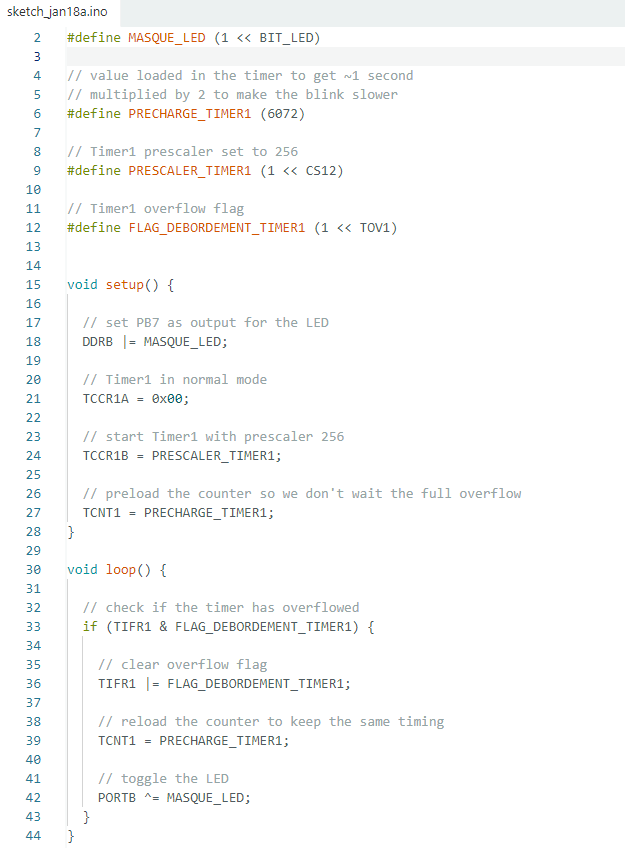 sketch_jan18a.ino
2 #define MASQUE_LED (1 << BIT_LED)
3
4 // value loaded in the timer to get ~1 second
5 // multiplied by 2 to make the blink slower
6 #define PRECHARGE_TIMER1 (6072)
7
8 // Timer1 prescaler set to 256
9 #define PRESCALER_TIMER1 (1 << CS12)
10
11 // Timer1 overflow flag
12 #define FLAG_DEBORDEMENT_TIMER1 (1 << TOV1)
13
14
15 void setup() {
16
17 // set PB7 as output for the LED
18 DDRB |= MASQUE_LED;
19
20 // Timer1 in normal mode
21 TCCR1A = 0x00;
22
23 // start Timer1 with prescaler 256
24 TCCR1B = PRESCALER_TIMER1;
25
26 // preload the counter so we don't wait the full overflow
27 TCNT1 = PRECHARGE_TIMER1;
28 }
29
30 void loop() {
31
32 // check if the timer has overflowed
33 if (TIFR1 & FLAG_DEBORDEMENT_TIMER1) {
34
35 // clear overflow flag
36 TIFR1 |= FLAG_DEBORDEMENT_TIMER1;
37
38 // reload the counter to keep the same timing
39 TCNT1 = PRECHARGE_TIMER1;
40
41 // toggle the LED
42 PORTB ^= MASQUE_LED;
43 }
44 }